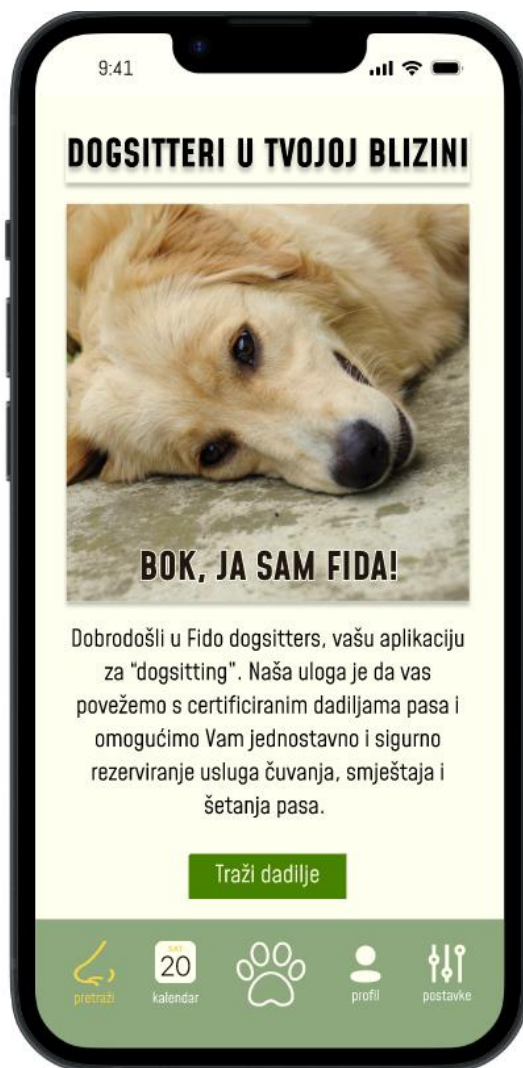 9:41
DOGSITTERI U TVOJOJ BLIZINI
BOK, JA SAM FIDA!
Dobrodošli u Fido dogsitters, vašu aplikaciju
za “dogsitting”. Naša uloga je da vas
povežemo s certificiranim dadiljama pasa i
omogućimo Vam jednostavno i sigurno
rezerviranje usluga čuvanja, smještaja i
šetanja pasa.
Traži dadilje
SAT
20
pretraži kalendar profil postavke